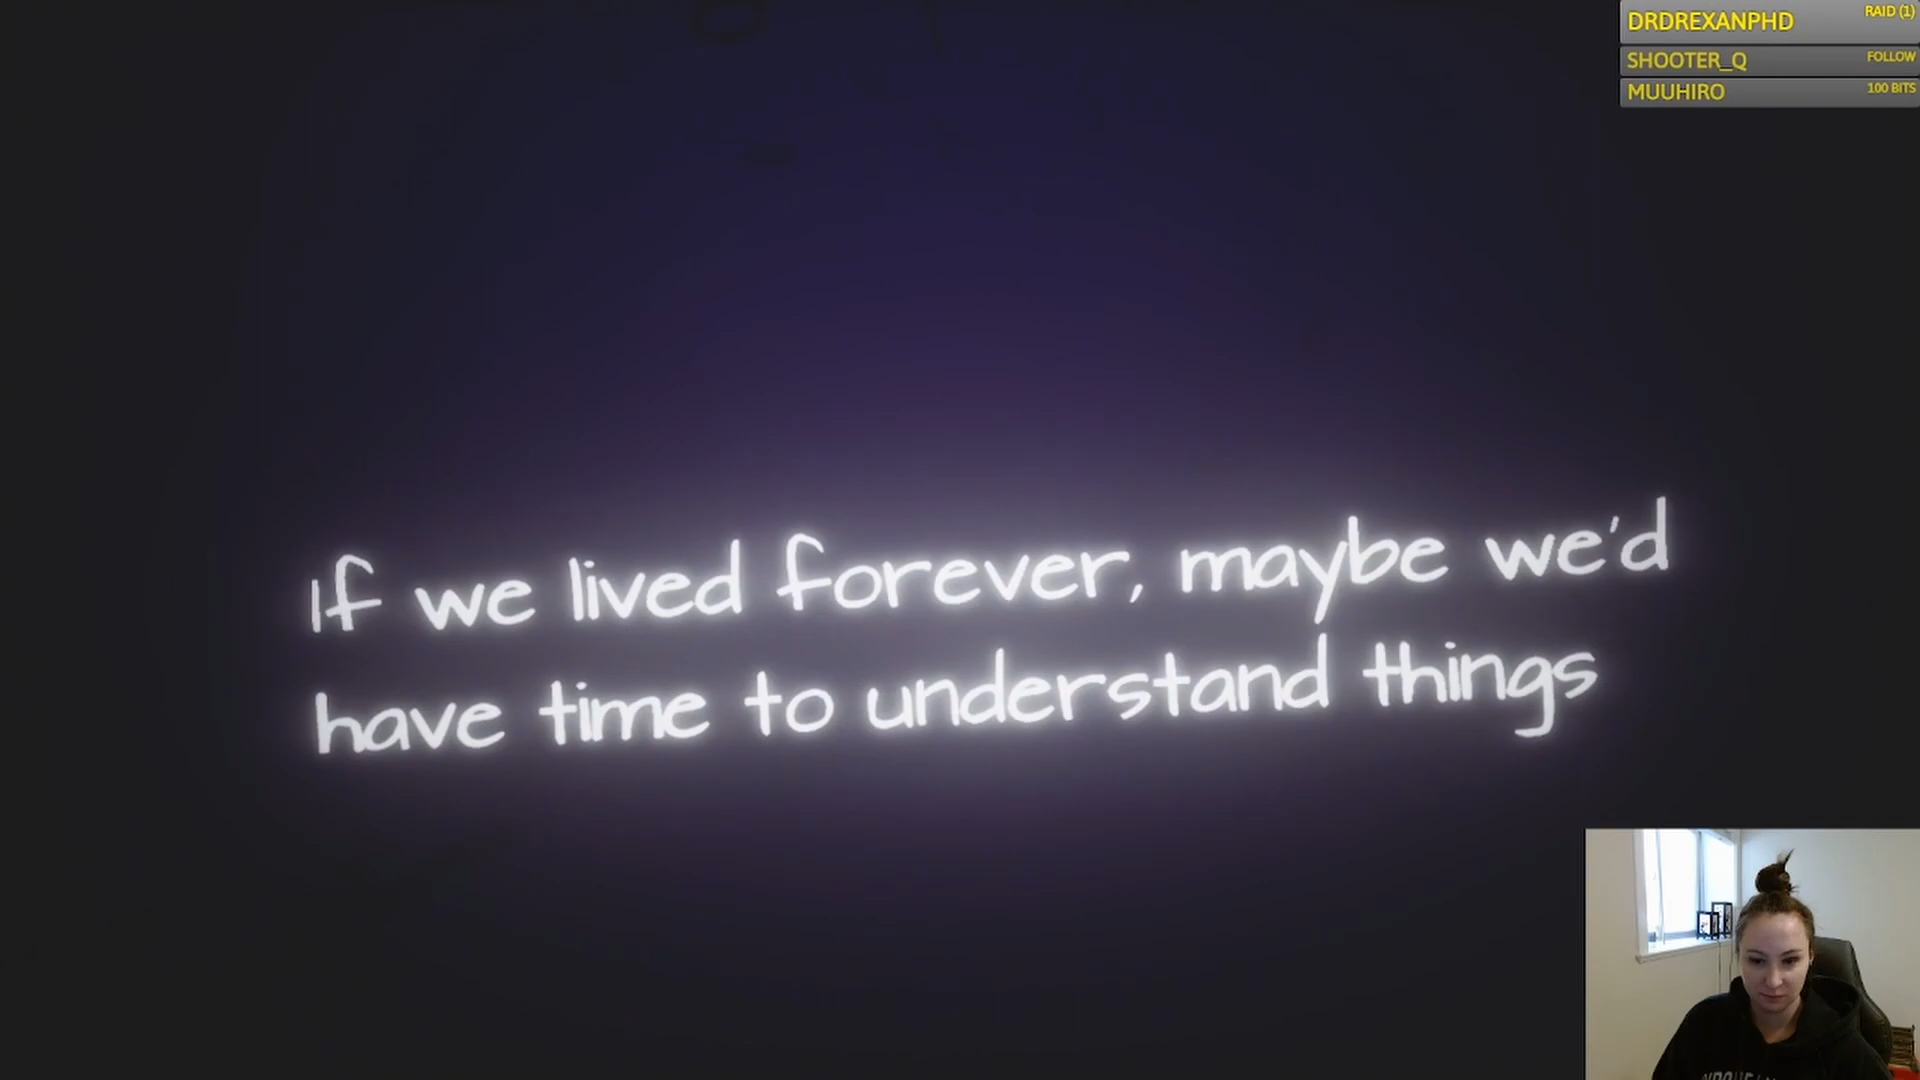 DRDREXANPHD RAID (1)
SHOOTER_Q FOLLOW
MUUHIRO 100 BITS
If we lived forever, maybe we'd
have time to understand things